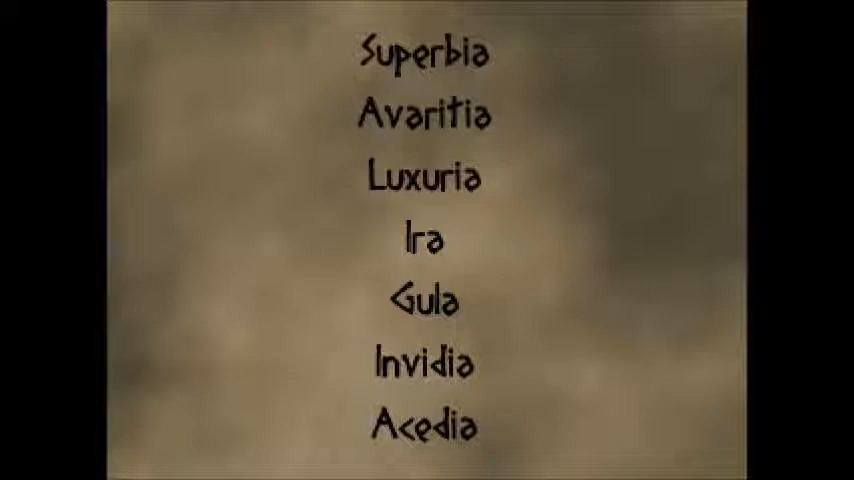 Superbia
Avaritia
Luxuria
Ira
Gula
Invidia
Acedia